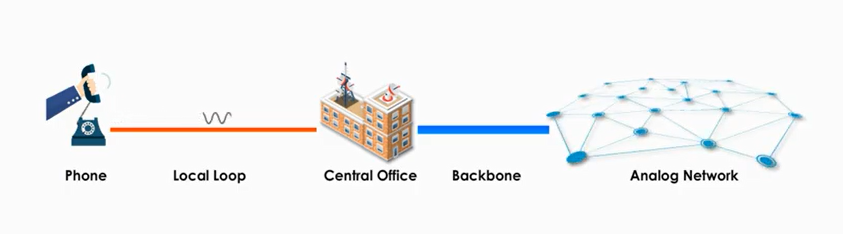 Phone
Local Loop
Central Office
Backbone
Analog Network